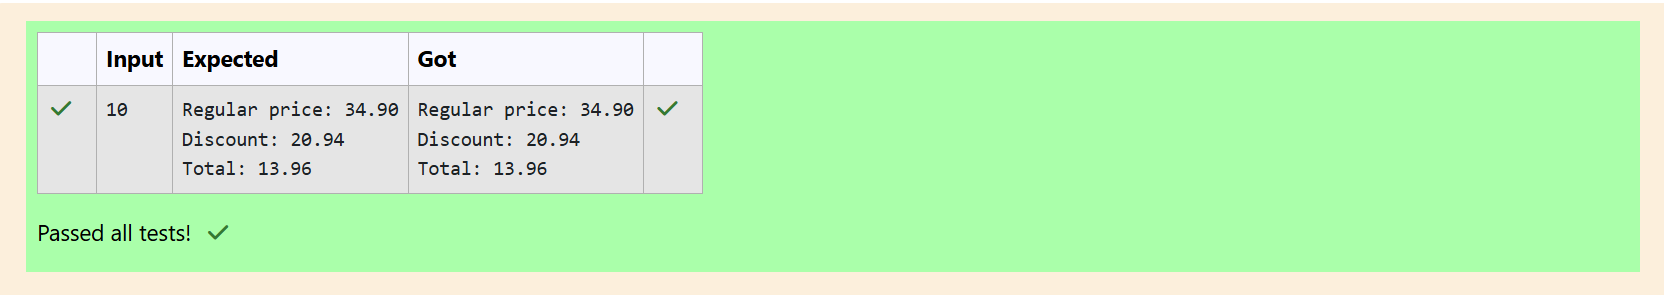 Input Expected Got
10 Regular price: 34.90 Regular price: 34.90
Discount: 20.94 Discount: 20.94
Total: 13.96 Total: 13.96
Passed all tests!